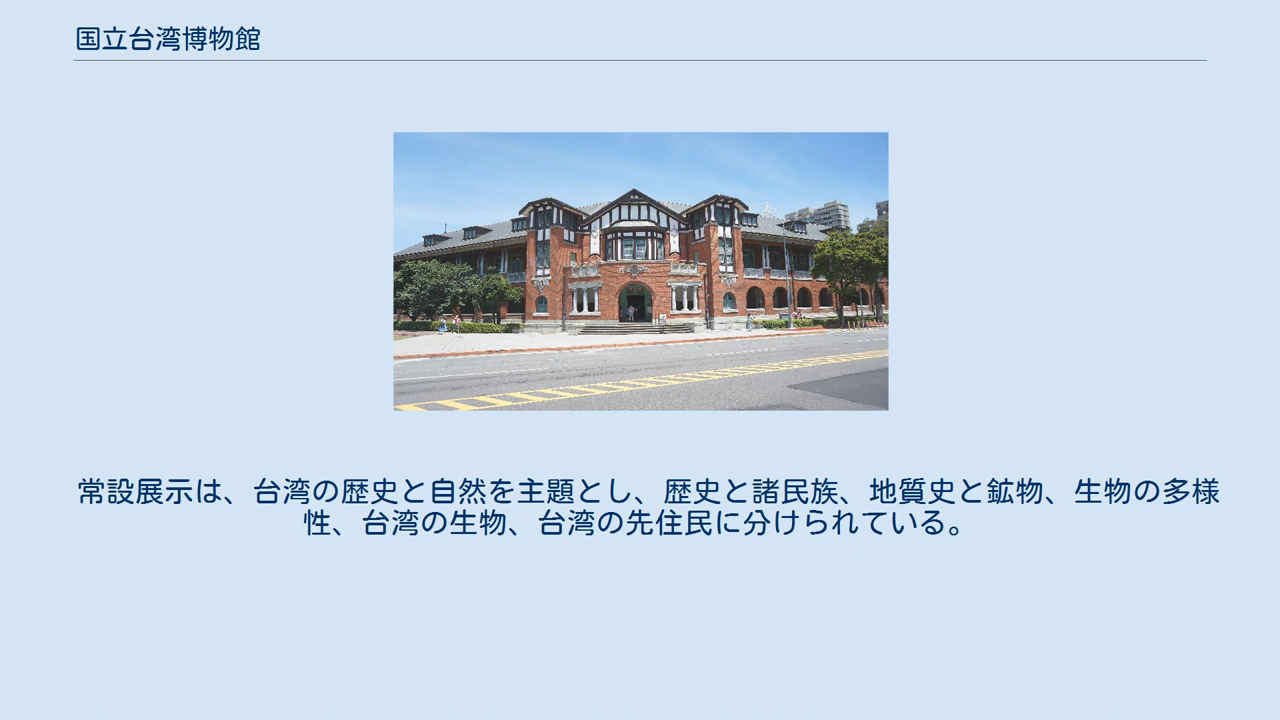 国立台湾博物館
常設展示は、台湾の歴史と自然を主題とし、歴史と諸民族、地質史と鉱物、生物の多様
性、台湾の生物、台湾の先住民に分けられている。